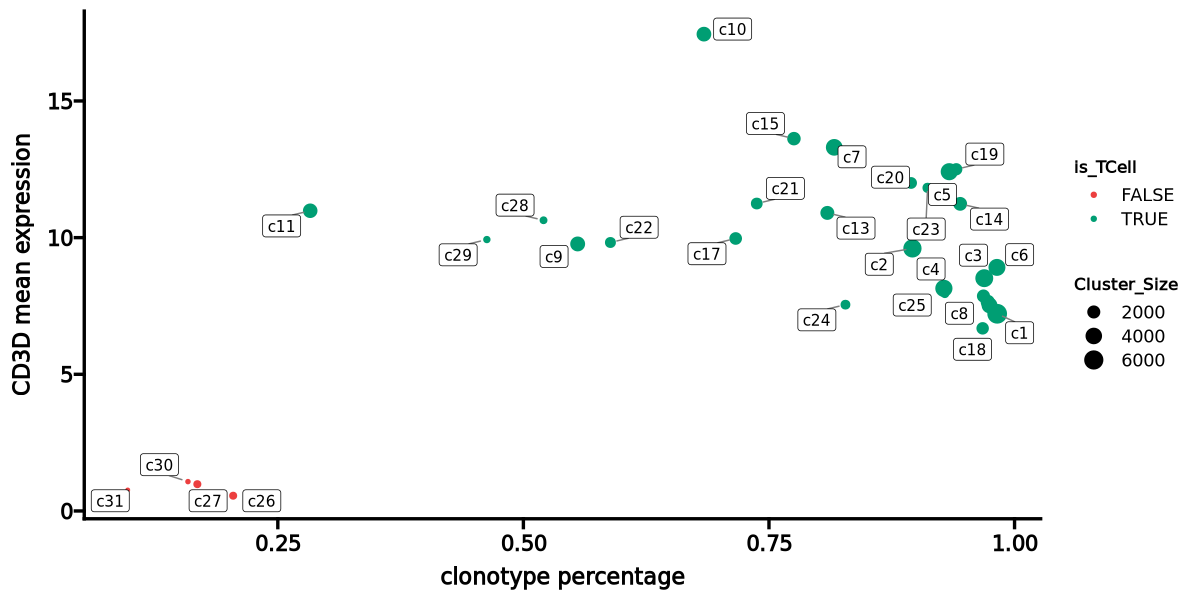 c10
15
c15
c7
c19
is_TCell
FALSE
TRUE
c20
c5
c21
c28
c11
c14
c22
c13
c23
10
c29
c9
c17
c2
c3
c6
c4
Cluster_Size
2000
4000
6000
c25
c8
c24
c1
c18
CD3D mean expression
5
c30
c31
c27
c26
0
0.25
0.50
0.75
1.00
clonotype percentage